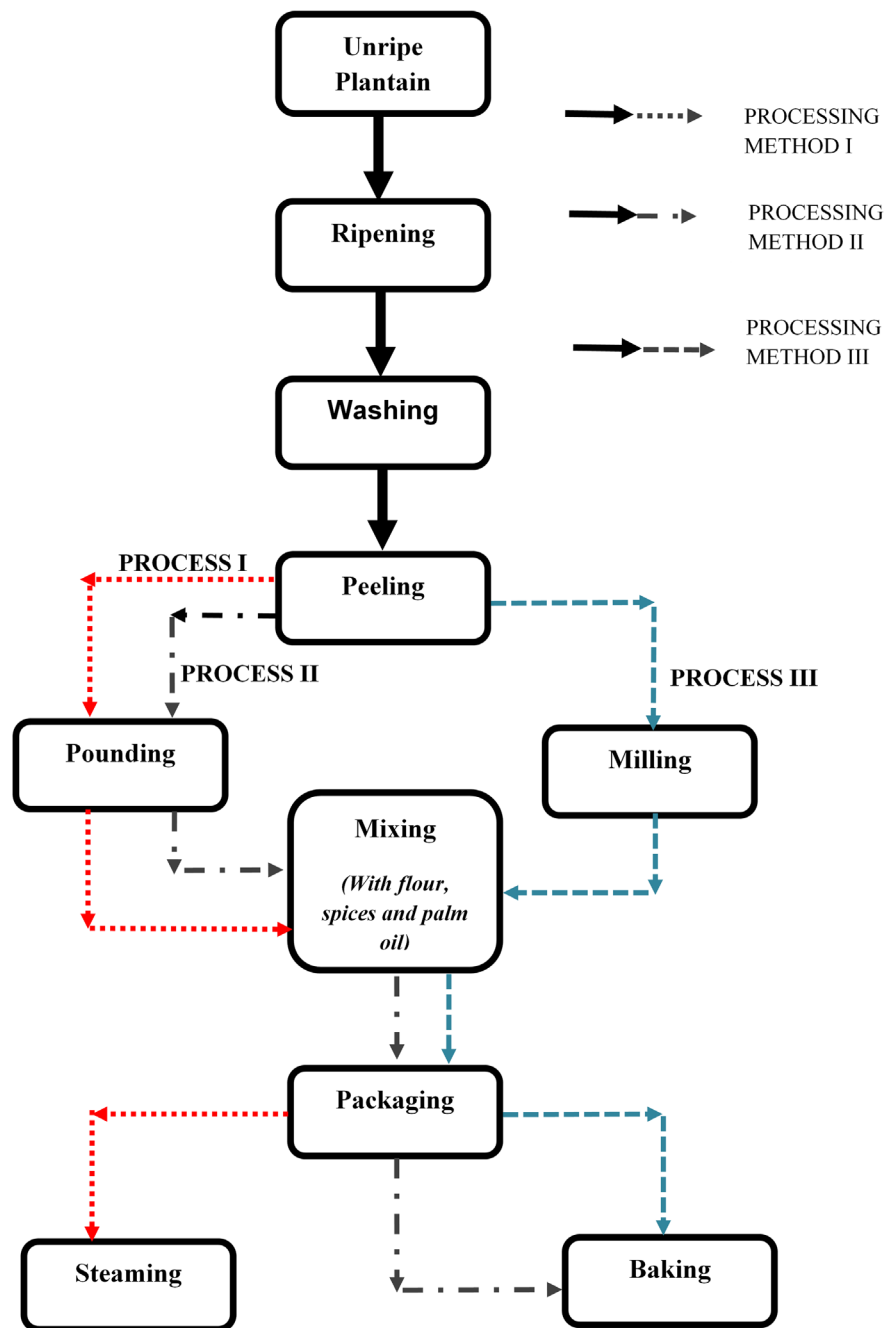 Unripe
Plantain
PROCESSING
METHOD I
Ripening
PROCESSING
METHOD II
PROCESSING
METHOD III
Washing
PROCESS I
Peeling
PROCESS II
PROCESS III
Pounding
Milling
Mixing
(With flour,
spices and palm
oil)
Packaging
Steaming
Baking